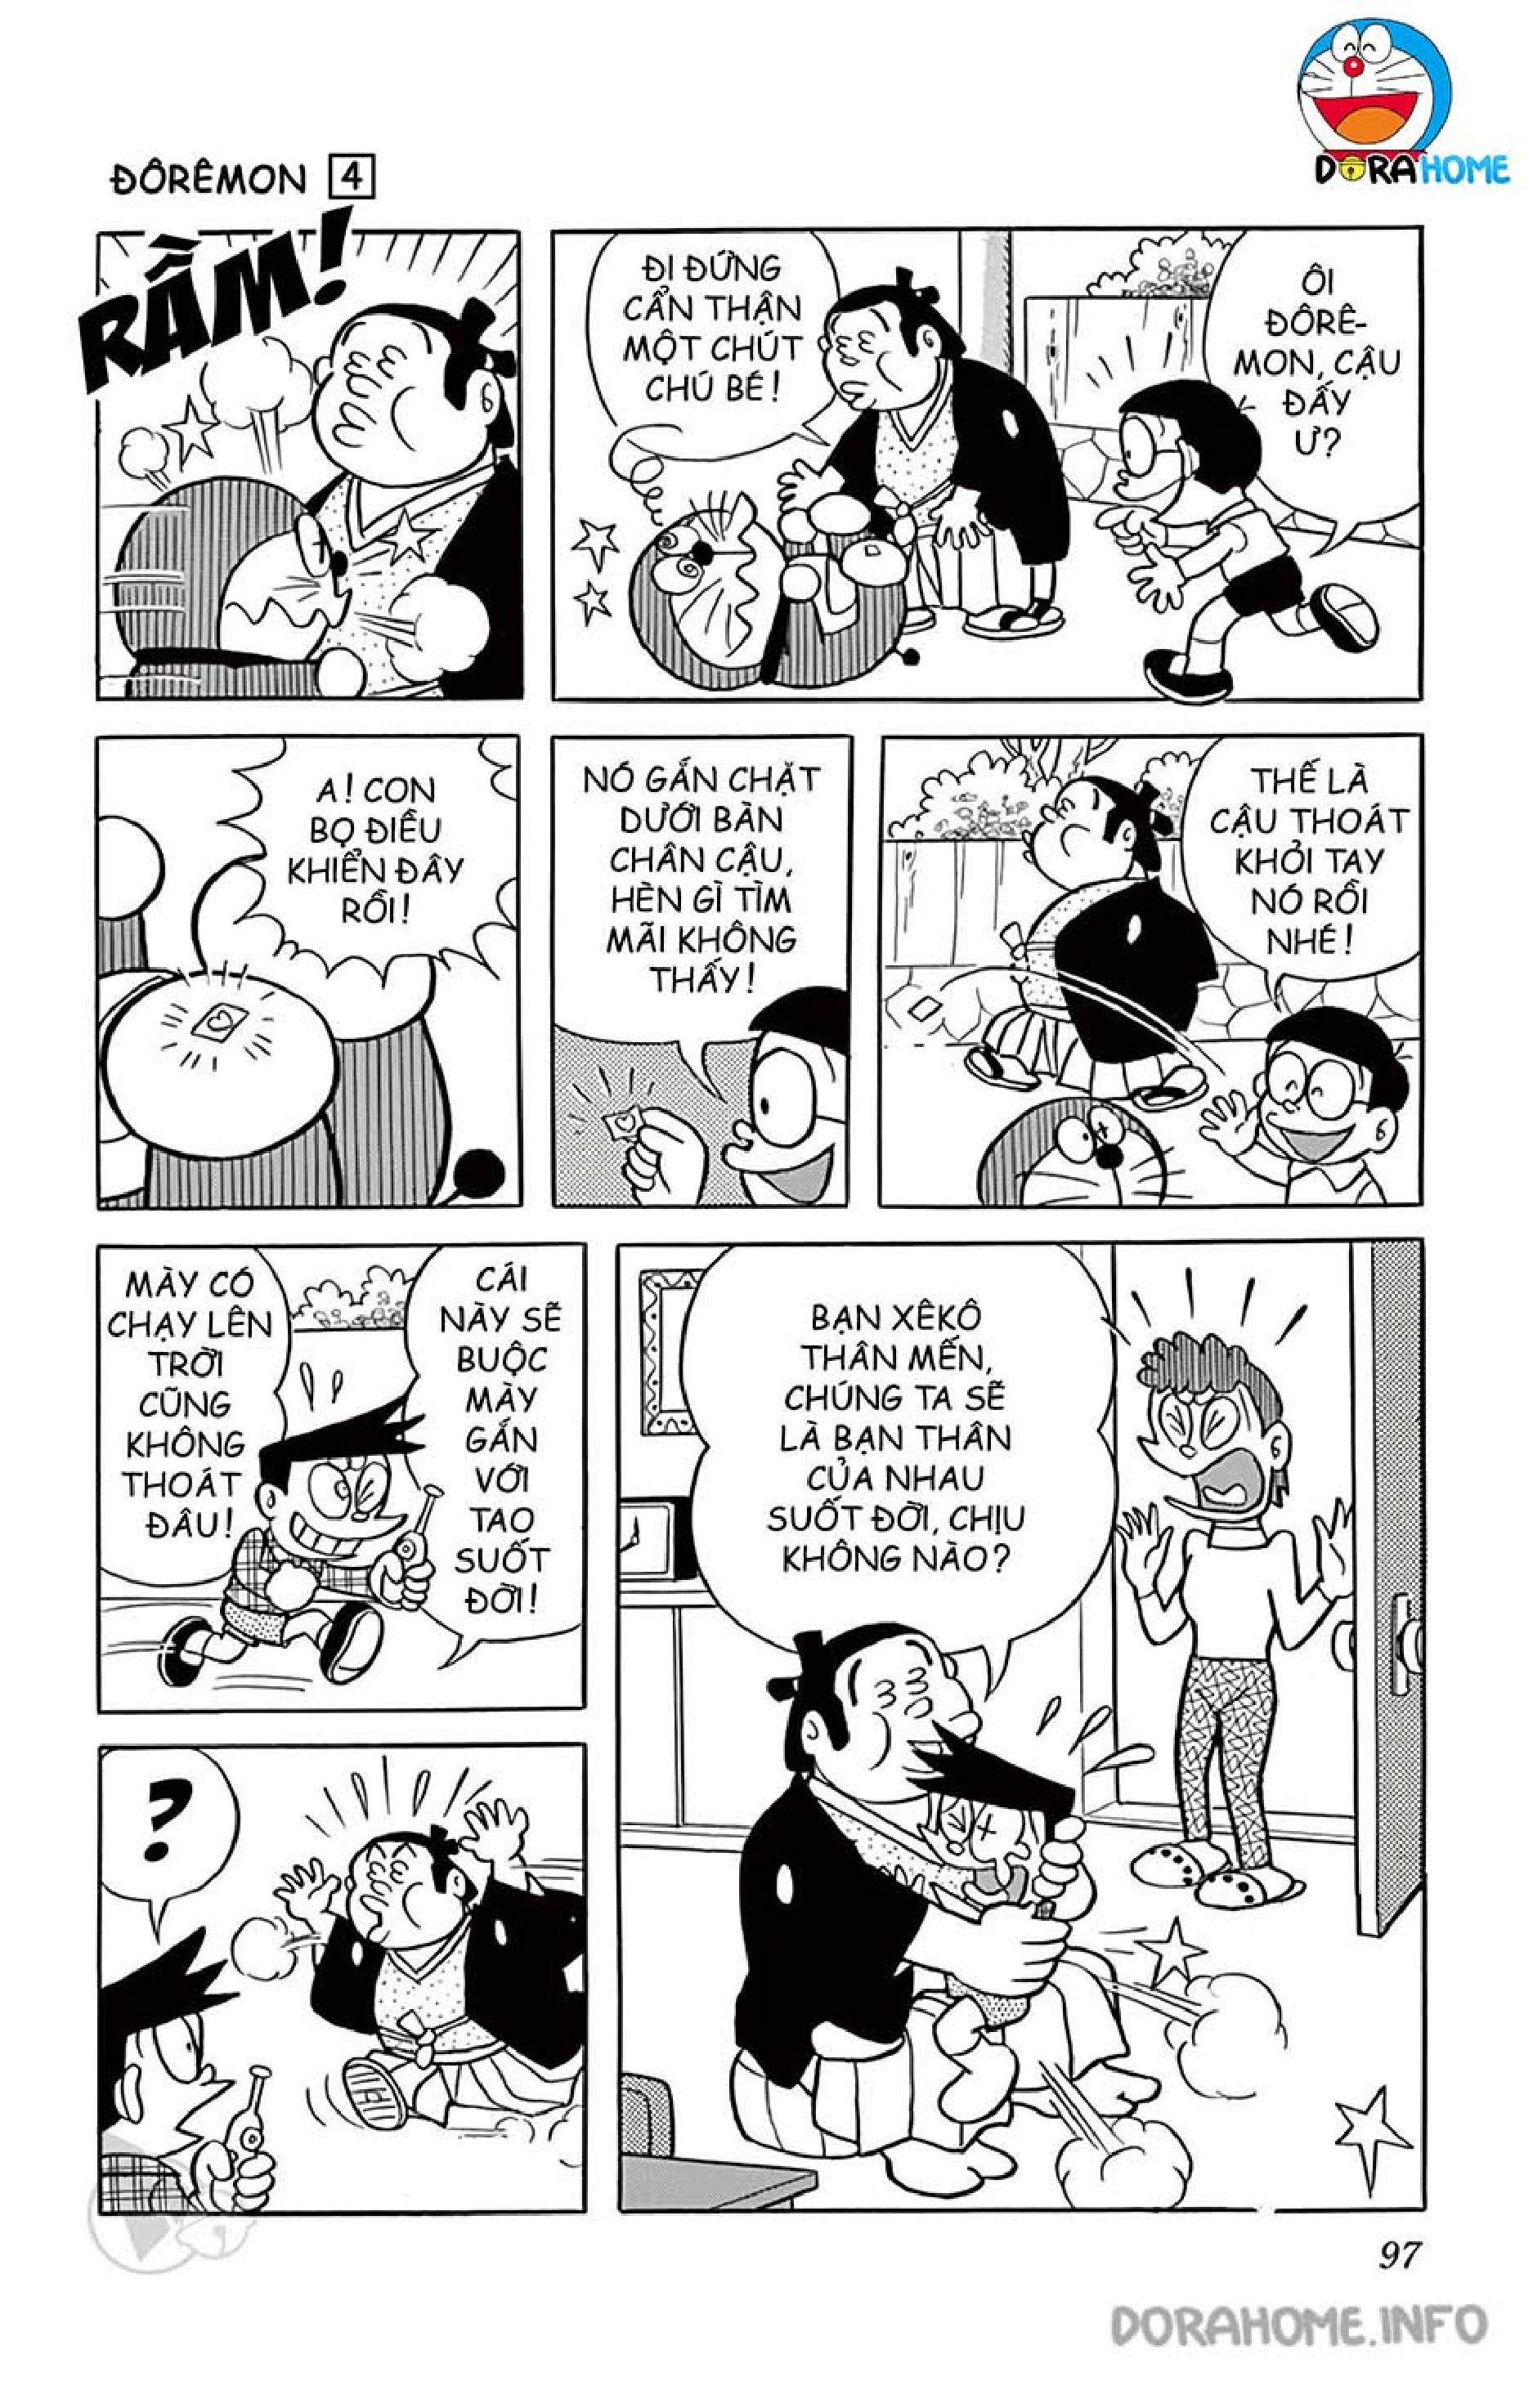 DORAHOME
ĐÔRÊMON 4
RẦM!
ĐI ĐỨNG
CẨN THẬN
MỘT CHÚT
CHÚ BÉ!
ÔI
ĐÔRÊ-
MON, CẬU
ĐẤY
Ư?
A! CON
BỌ ĐIỀU
KHIỂN ĐÂY
RỒI!
NÓ GẮN CHẶT
DƯỚI BÀN
CHÂN CẬU,
HÈN GÌ TÌM
MÃI KHÔNG
THẤY!
THẾ LÀ
CẬU THOÁT
KHỎI TAY
NÓ RỒI
NHÉ!
MÀY CÓ
CHẠY LÊN
TRỜI
CŨNG
KHÔNG
THOÁT
ĐÂU!
CÁI
NÀY SẼ
BUỘC
MÀY
GẮN
VỚI
TAO
SUỐT
ĐỜI!
?
BẠN XÊKÔ
THÂN MẾN,
CHÚNG TA SẼ
LÀ BẠN THÂN
CỦA NHAU
SUỐT ĐỜI, CHỊU
KHÔNG NÀO?
97
DORAHOME.INFO